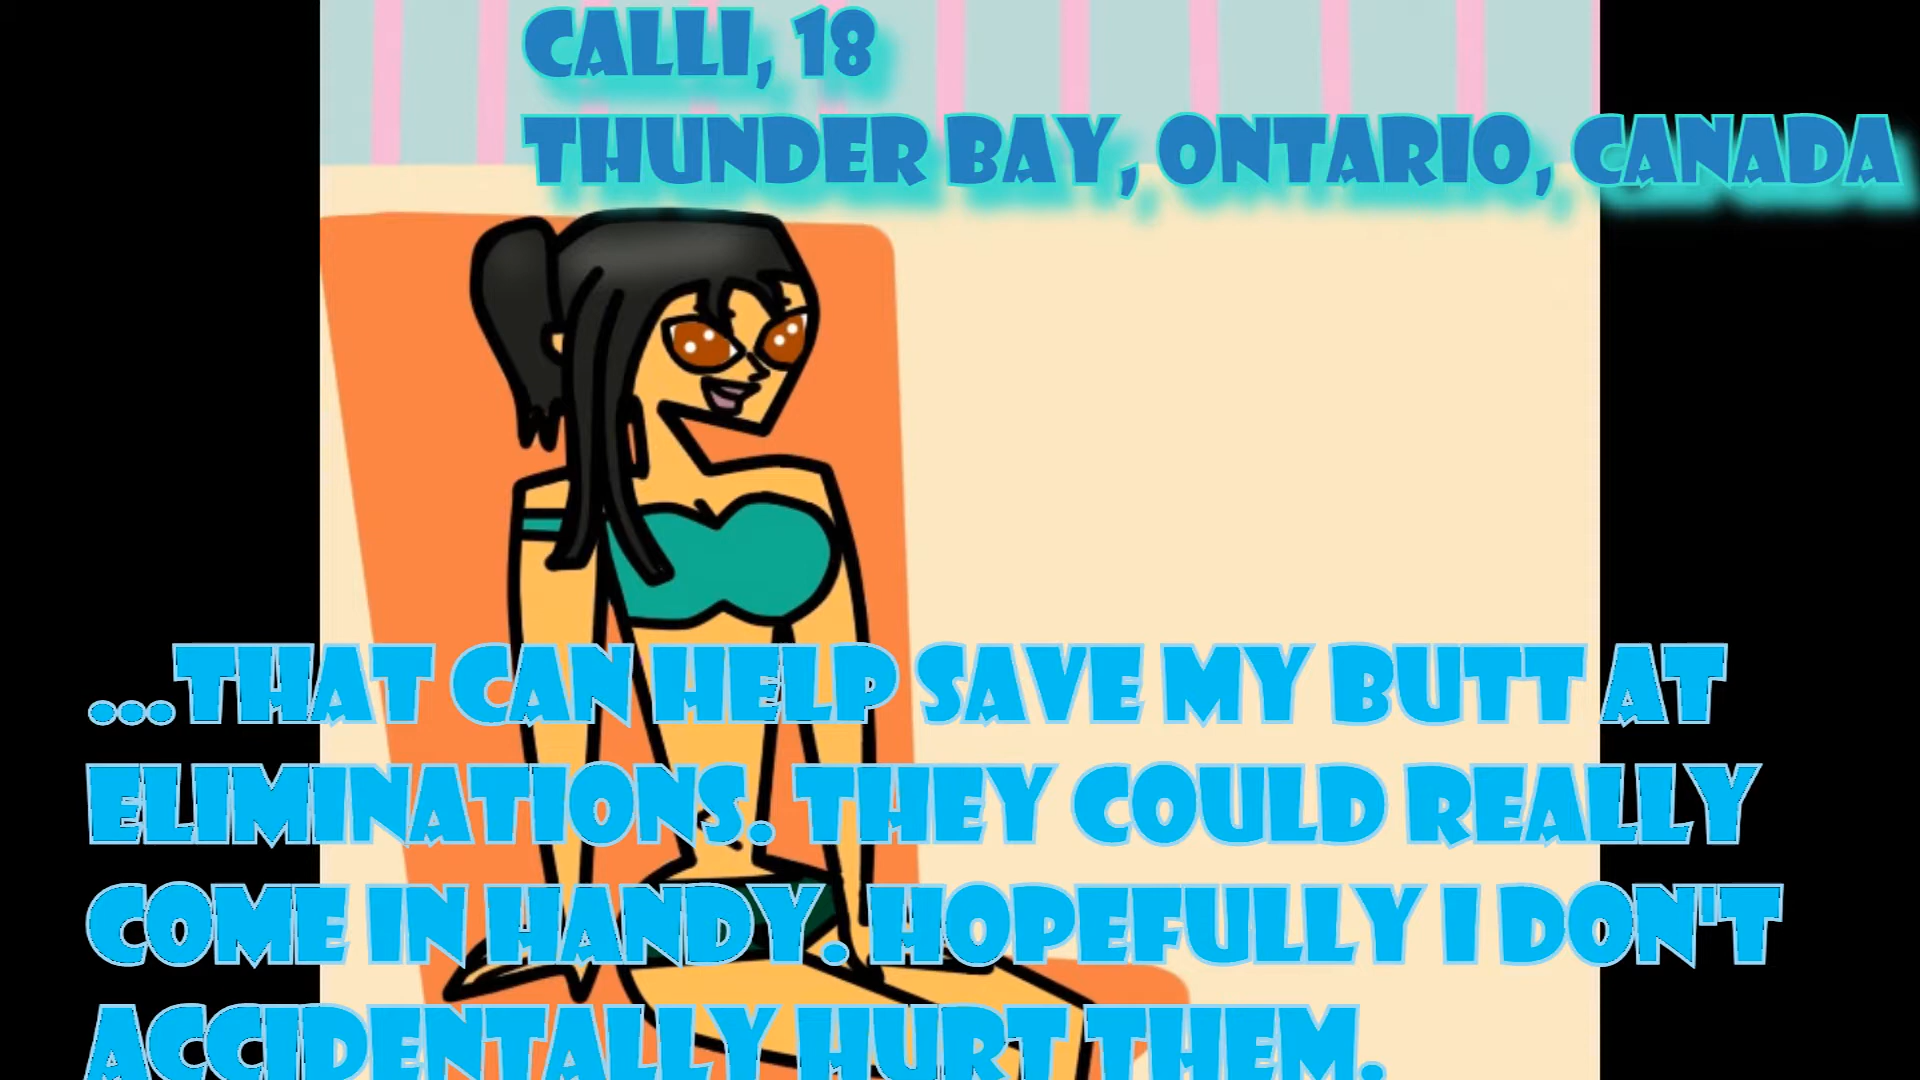 CALLI, 18
THUNDER BAY, ONTARIO, CANADA
...THAT CAN HELP SAVE MY BUTT AT
ELIMINATIONS. THEY COULD REALLY
COME IN HANDY. HOPEFULLY I DON'T
ACCIDENTALLY HURT THEM.